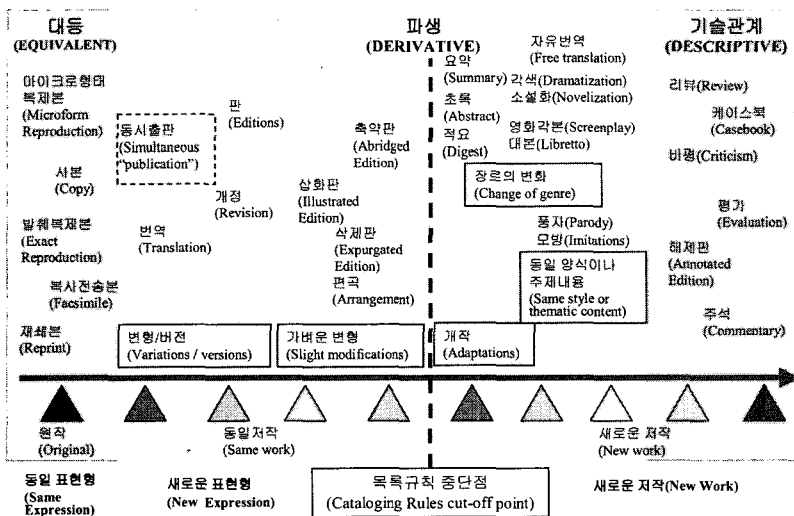 대등
(EQUIVALENT)
파생
(DERIVATIVE)
기술관계
(DESCRIPTIVE)
마이크로형태
복제본
(Microform
Reproduction)
사본
(Copy)
발췌복제본
(Exact
Reproduction)
복사전송본
(Facsimile)
재쇄본
(Reprint)
동시출판
(Simultaneous
"publication")
번역
(Translation)
변형/버전
(Variations / versions)
판
(Editions)
개정
(Revision)
삽화판
(Illustrated
Edition)
축약판
(Abridged
Edition)
삭제판
(Expurgated
Edition)
편곡
(Arrangement)
가벼운 변형
(Slight modifications)
요약
(Summary)
초록
(Abstract)
적요
(Digest)
자유번역
(Free translation)
각색(Dramatization)
소설화(Novelization)
영화각본(Screenplay)
대본(Libretto)
장로의 변화
(Change of genre)
풍자(Parody)
모방(Imitations)
동일 양식이나
주제내용
(Same style or
thematic content)
개작
(Adaptations)
리뷰(Review)
케이스북
(Casebook)
비평(Criticism)
평가
(Evaluation)
해제판
(Annotated
Edition)
주석
(Commentary)
원작
(Original)
동일저작
(Same work)
새로운 저작
(New work)
동일 표현형
(Same
Expression)
새로운 표현형
(New Expression)
목록규칙 중단점
(Cataloging Rules cut-off point)
새로운 저작(New Work)